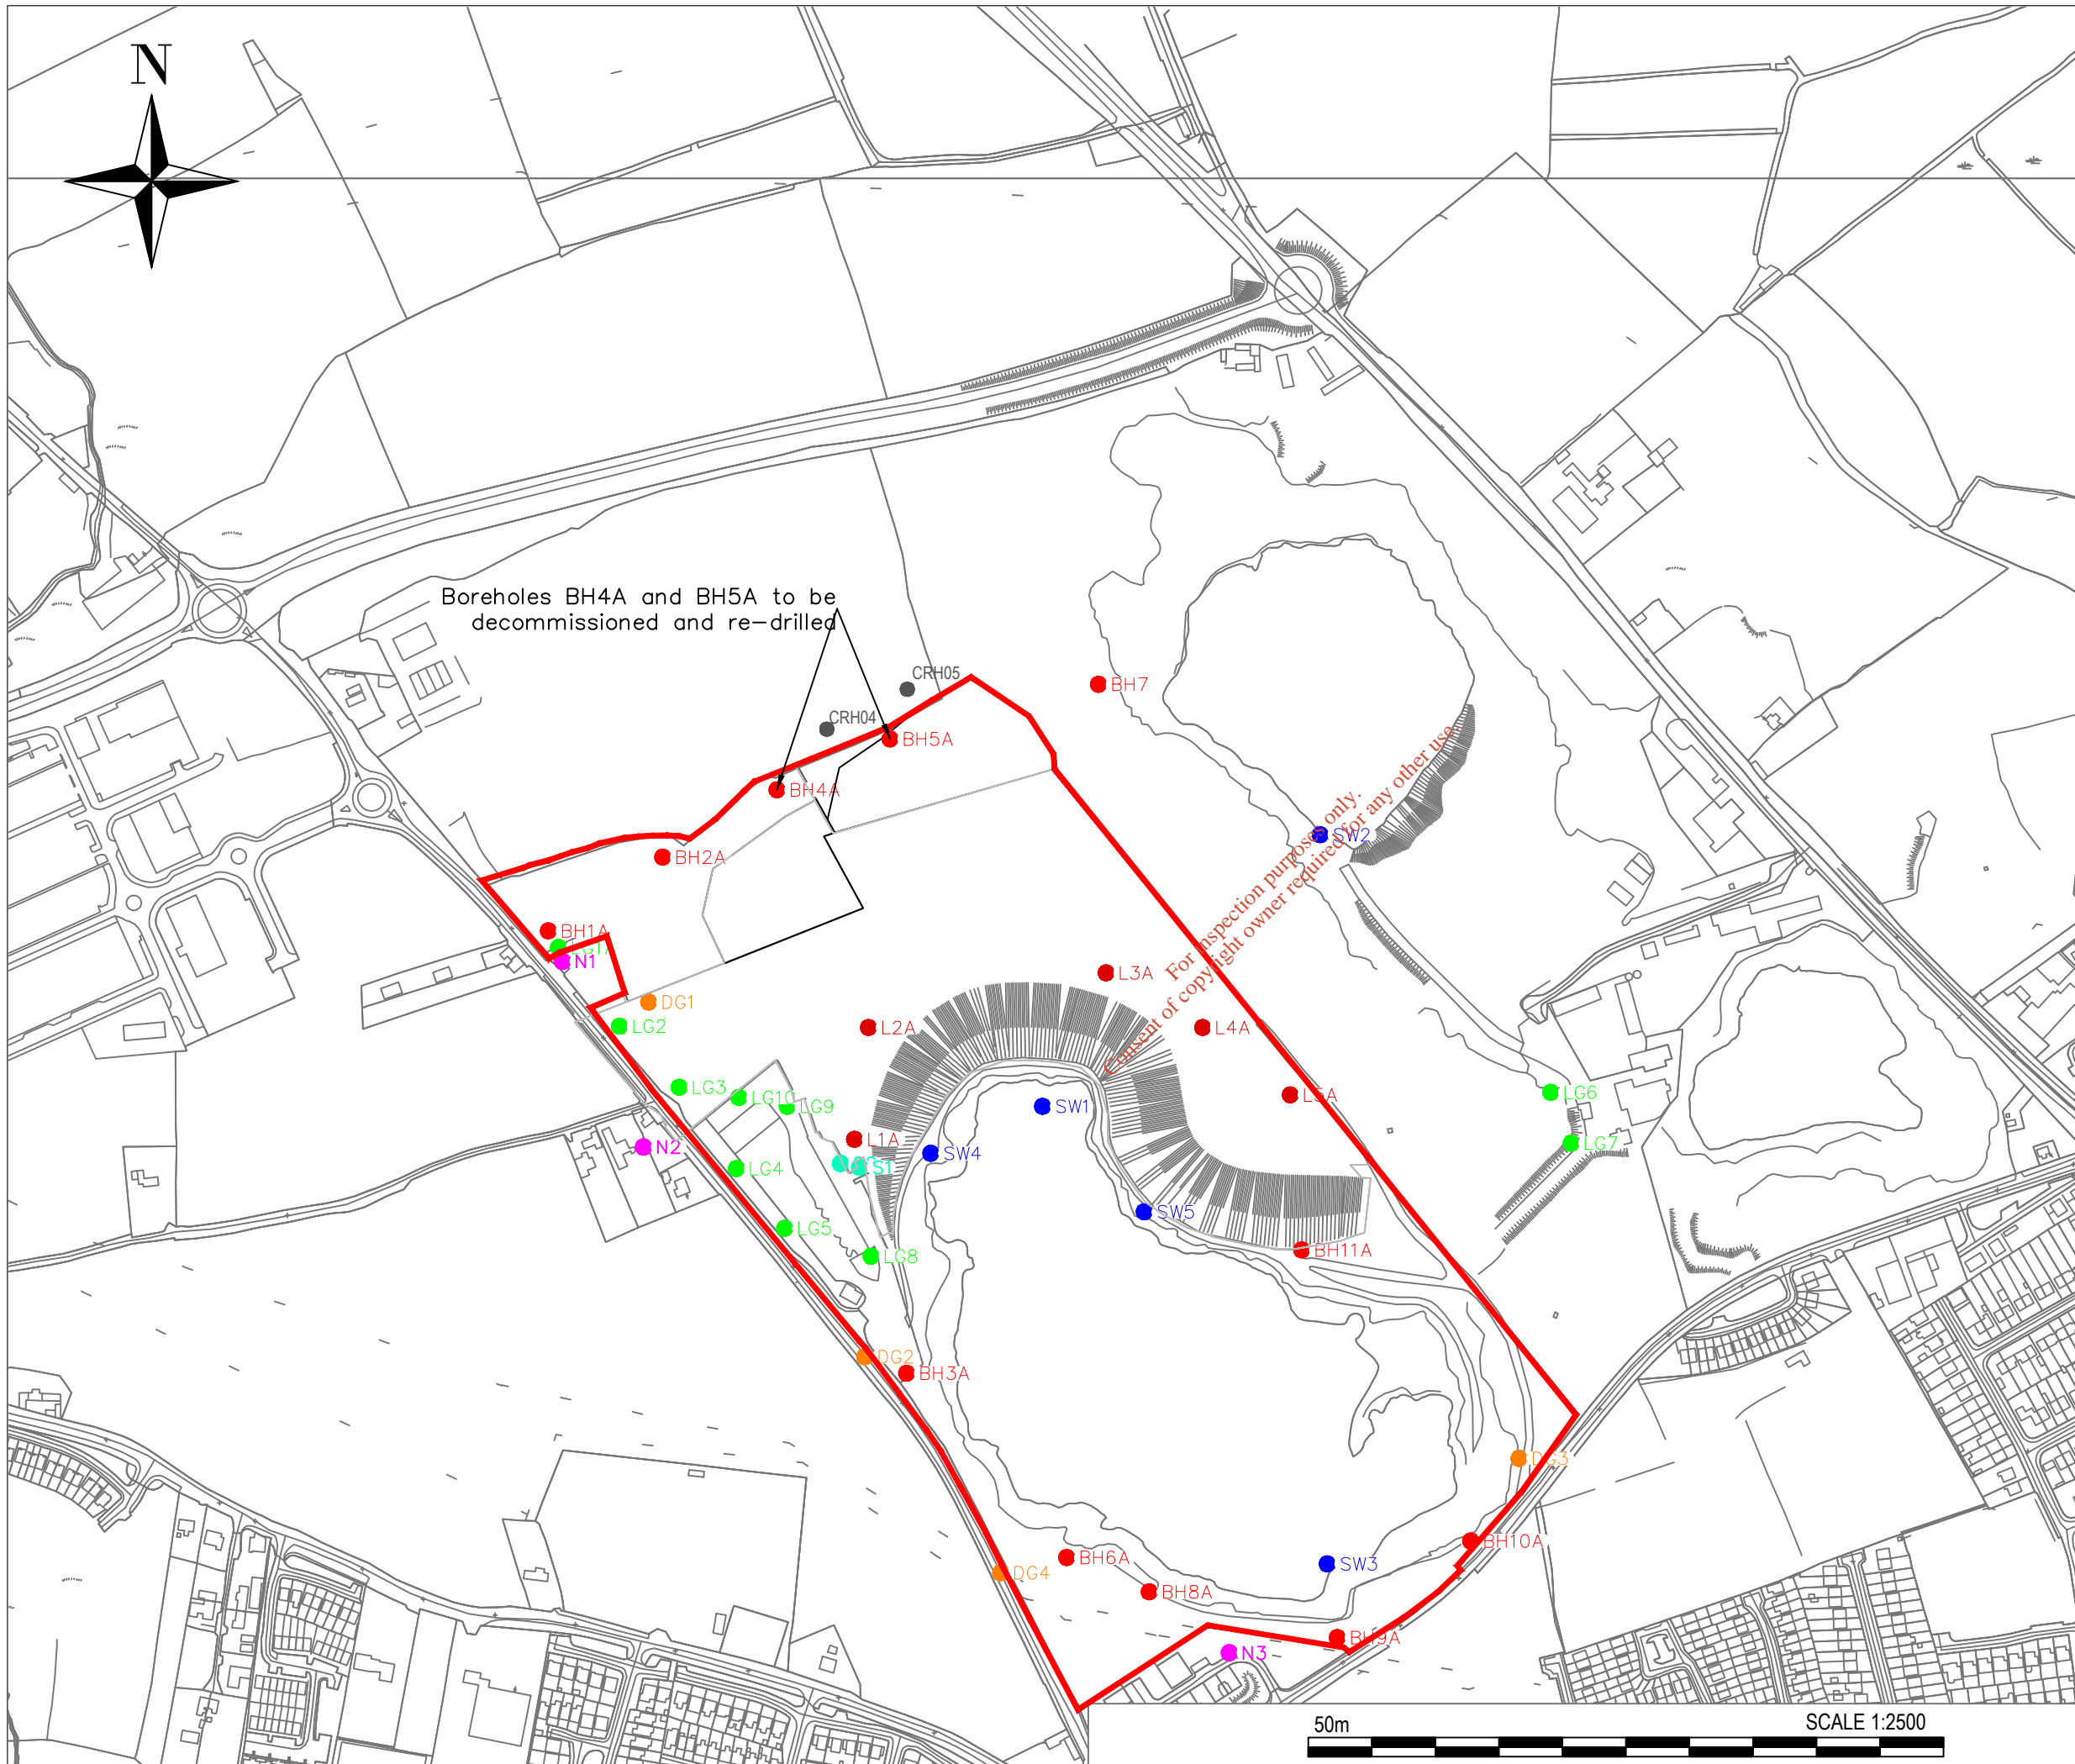 N
Boreholes BH4A and BH5A to be
decommissioned and re-drilled
CRH05
BH7
CRH04
BH5A
BH4A
SW2
BH2A
BH1A
N1
L3A
DG1
LG2
L2A
L4A
LG3
LG10
LG9
SW1
L5A
LG6
L1A
N2
SW4
LG7
LG4
S1
SW5
LG5
LG8
BH11A
DG2
BH3A
DG3
BH10A
BH6A
SW3
DG4
BH8A
BH9A
N3
For inspection purposes only.
Consent of copyright owner required for any other use.
50m
SCALE 1:2500